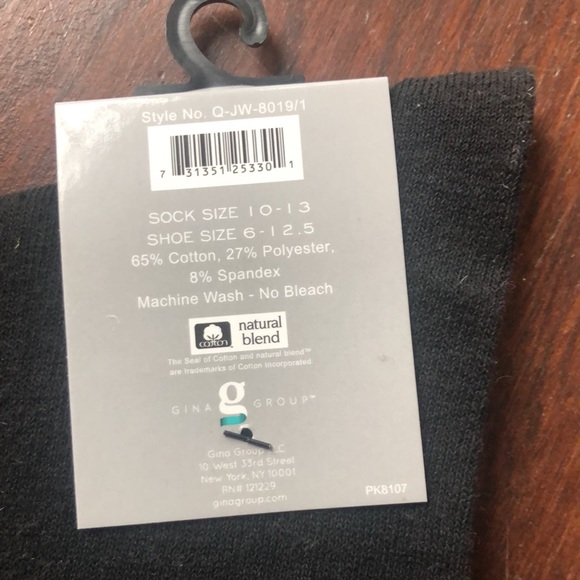 Style No. Q-JW-8019/1
7 31351 25330 1
SOCK SIZE 10-13
SHOE SIZE 6-12.5
65% Cotton, 27% Polyester,
8% Spandex
Machine Wash - No Bleach
cotton natural
blend
The Seal of Cotton and natural blend™
are trademarks of Cotton Incorporated
g
GINA GROUP™
Gina Group
10 West 33rd Street
New York, NY 10001
RN# 121229
ginagroup.com
PK8107